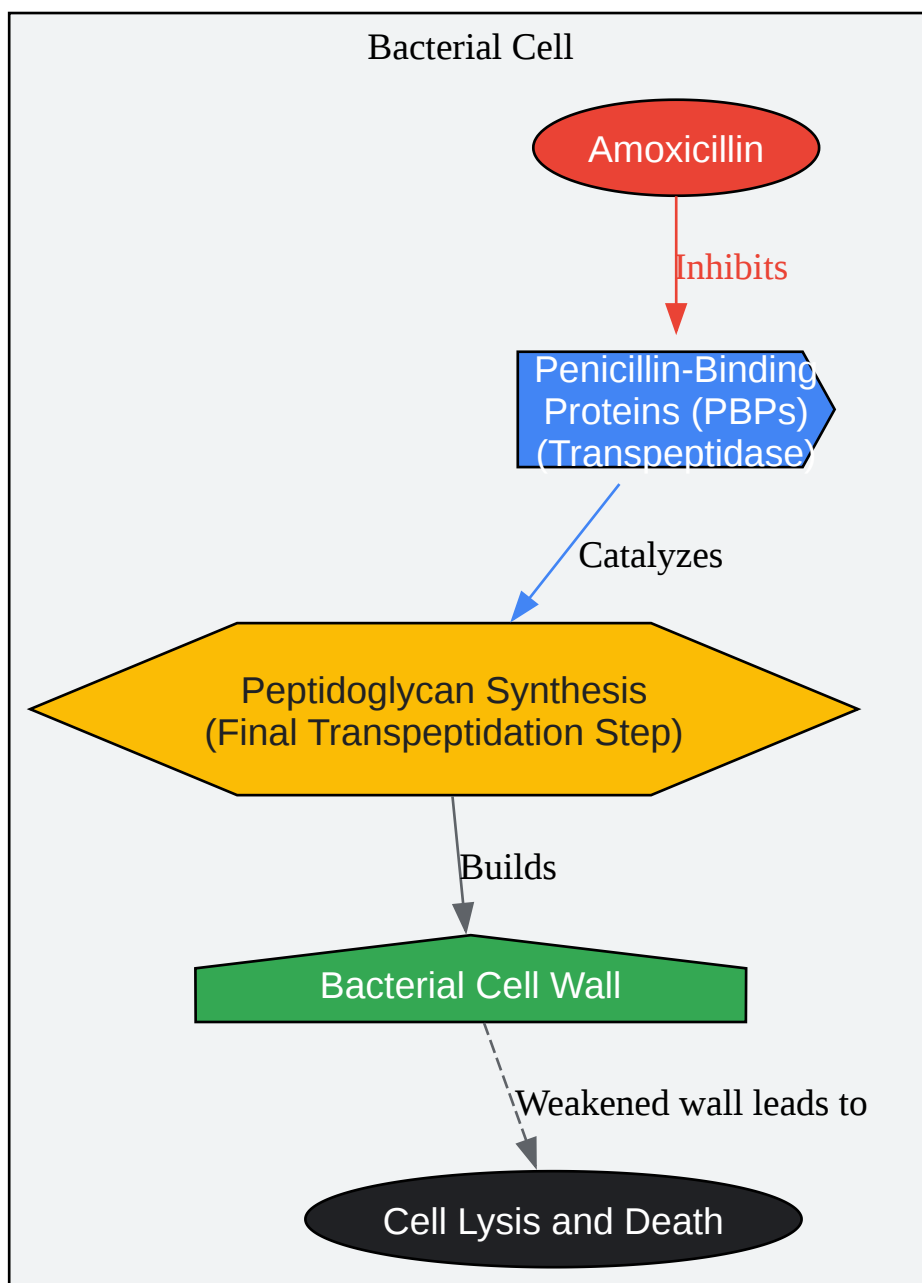 Bacterial Cell
Amoxicillin
Inhibits
Penicillin-Binding
Proteins (PBPs)
(Transpeptidase)
Catalyzes
Peptidoglycan Synthesis
(Final Transpeptidation Step)
Builds
Bacterial Cell Wall
Weakened wall leads to
Cell Lysis and Death